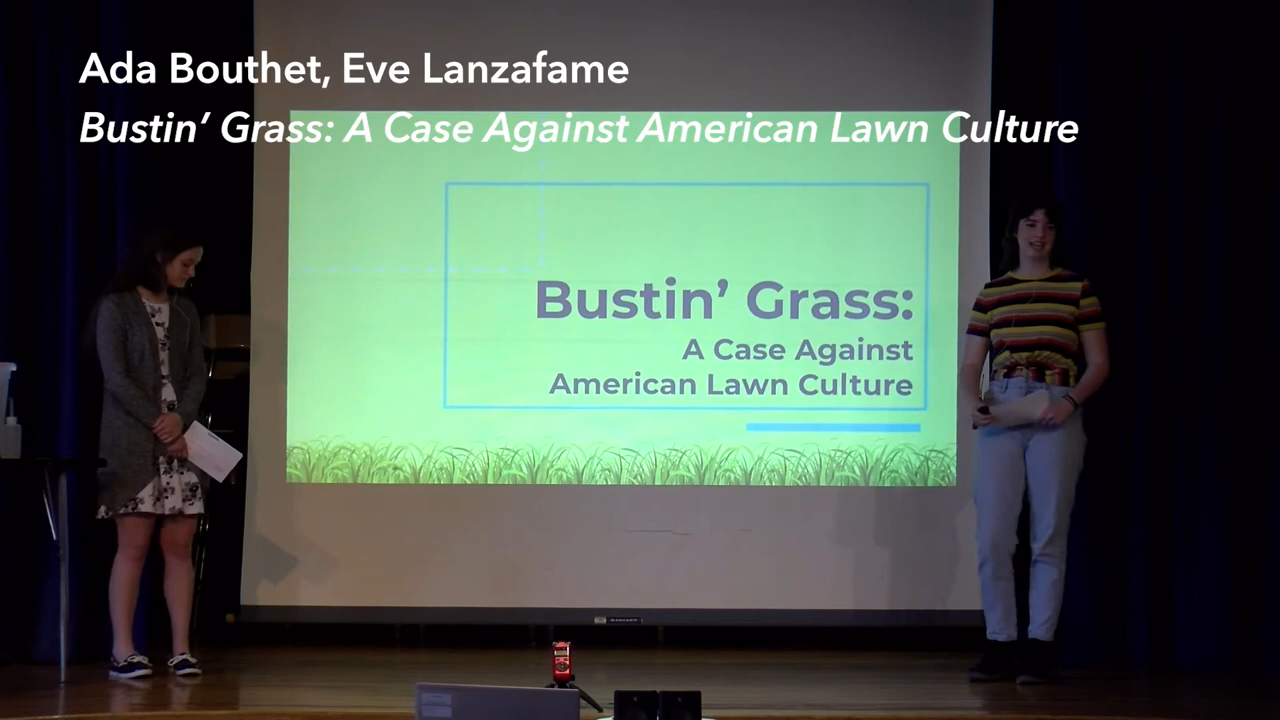 Ada Bouthet, Eve Lanzafame
Bustin’ Grass: A Case Against American Lawn Culture
Bustin’ Grass:
A Case Against
American Lawn Culture